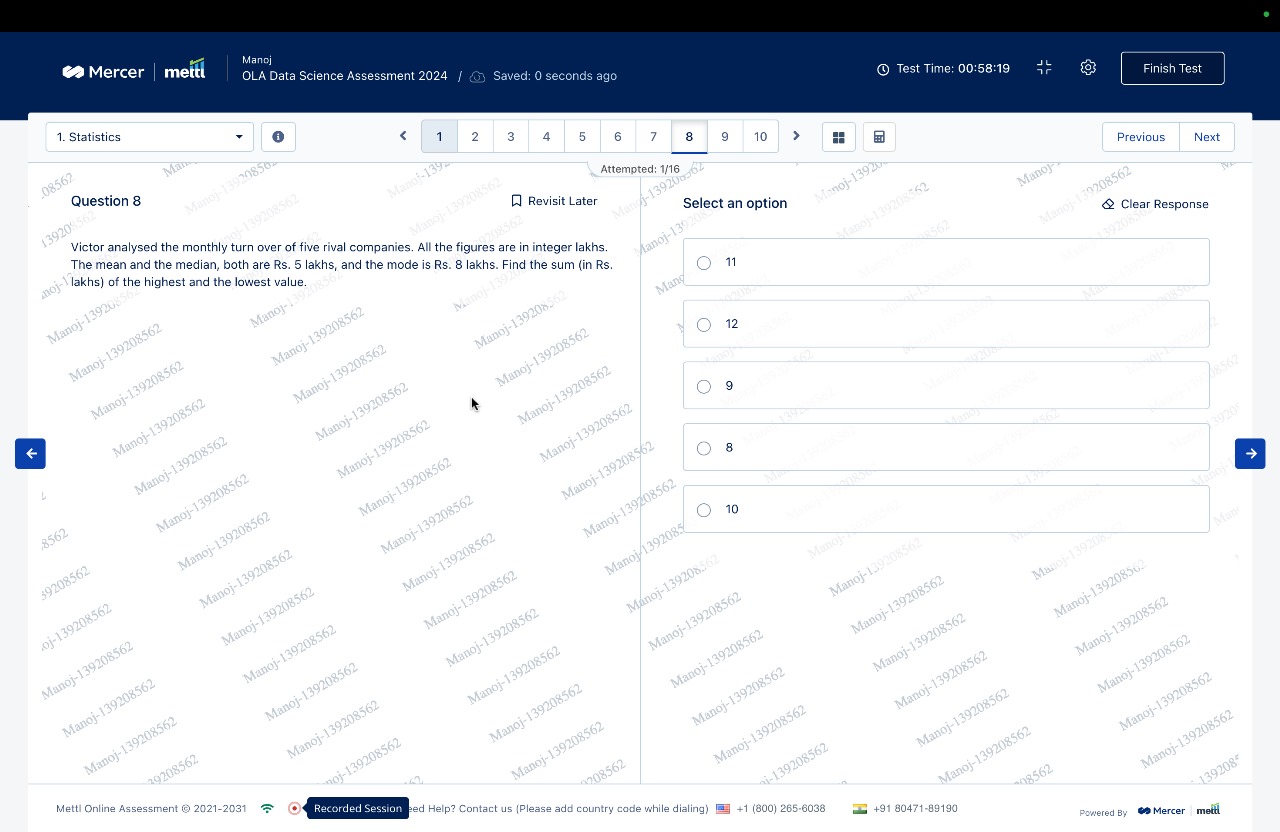 Mercer mettl
Manoj
OLA Data Science Assessment 2024 / Saved: 0 seconds ago
Test Time: 00:58:19
Finish Test
1. Statistics
1 2 3 4 5 6 7 8 9 10
Previous Next
Attempted: 1/16
Question 8
Revisit Later
Victor analysed the monthly turn over of five rival companies. All the figures are in integer lakhs.
The mean and the median, both are Rs. 5 lakhs, and the mode is Rs. 8 lakhs. Find the sum (in Rs.
lakhs) of the highest and the lowest value.
Select an option
Clear Response
11
12
9
8
10
Manoj-139208562
Mettl Online Assessment © 2021-2031
Recorded Session
eed Help? Contact us (Please add country code while dialing) +1 (800) 265-6038 +91 80471-89190
Powered By Mercer mettl